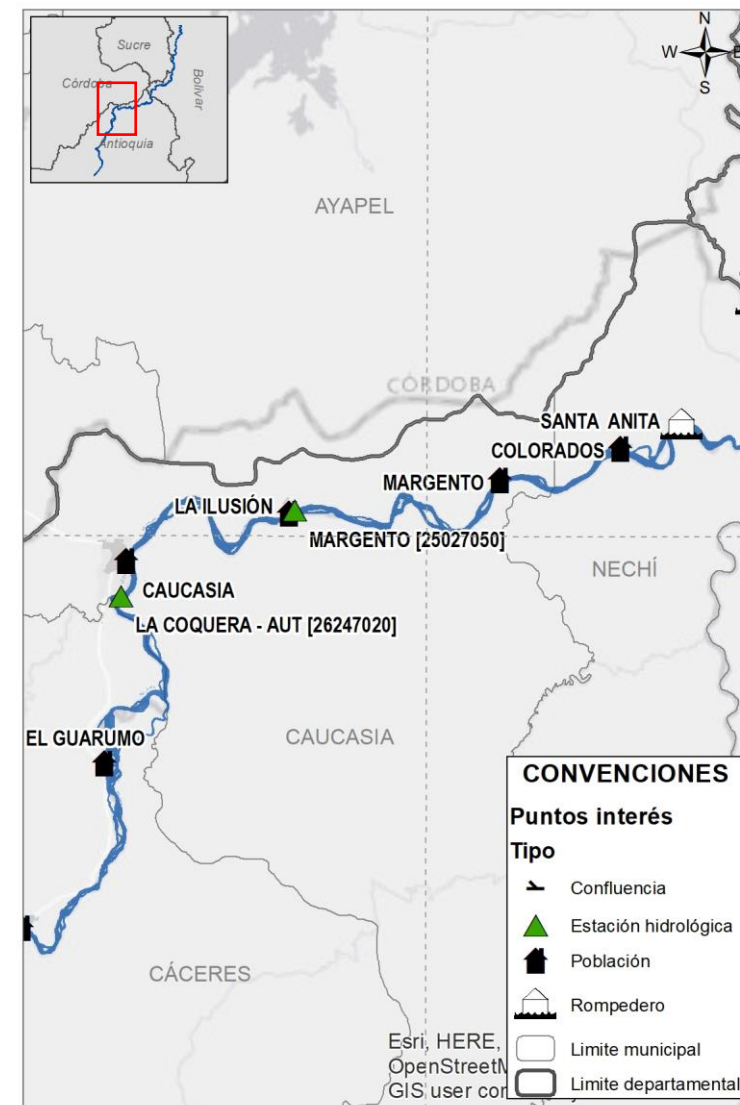 Sucre
Córdoba
Bolívar
Antioquia
N
W
S
AYAPEL
CÓRDOBA
SANTA ANITA
COLORADOS
MARGENTO
LA ILUSIÓN
MARGENTO [25027050]
NECHÍ
CAUCASIA
LA COQUERA - AUT [26247020]
EL GUARUMO
CAUCASIA
CÁCERES
CONVENCIONES
Puntos interés
Tipo
Confluencia
Estación hidrológica
Población
Rompedero
Limite municipal
Limite departamental
Esri, HERE,
GIS user